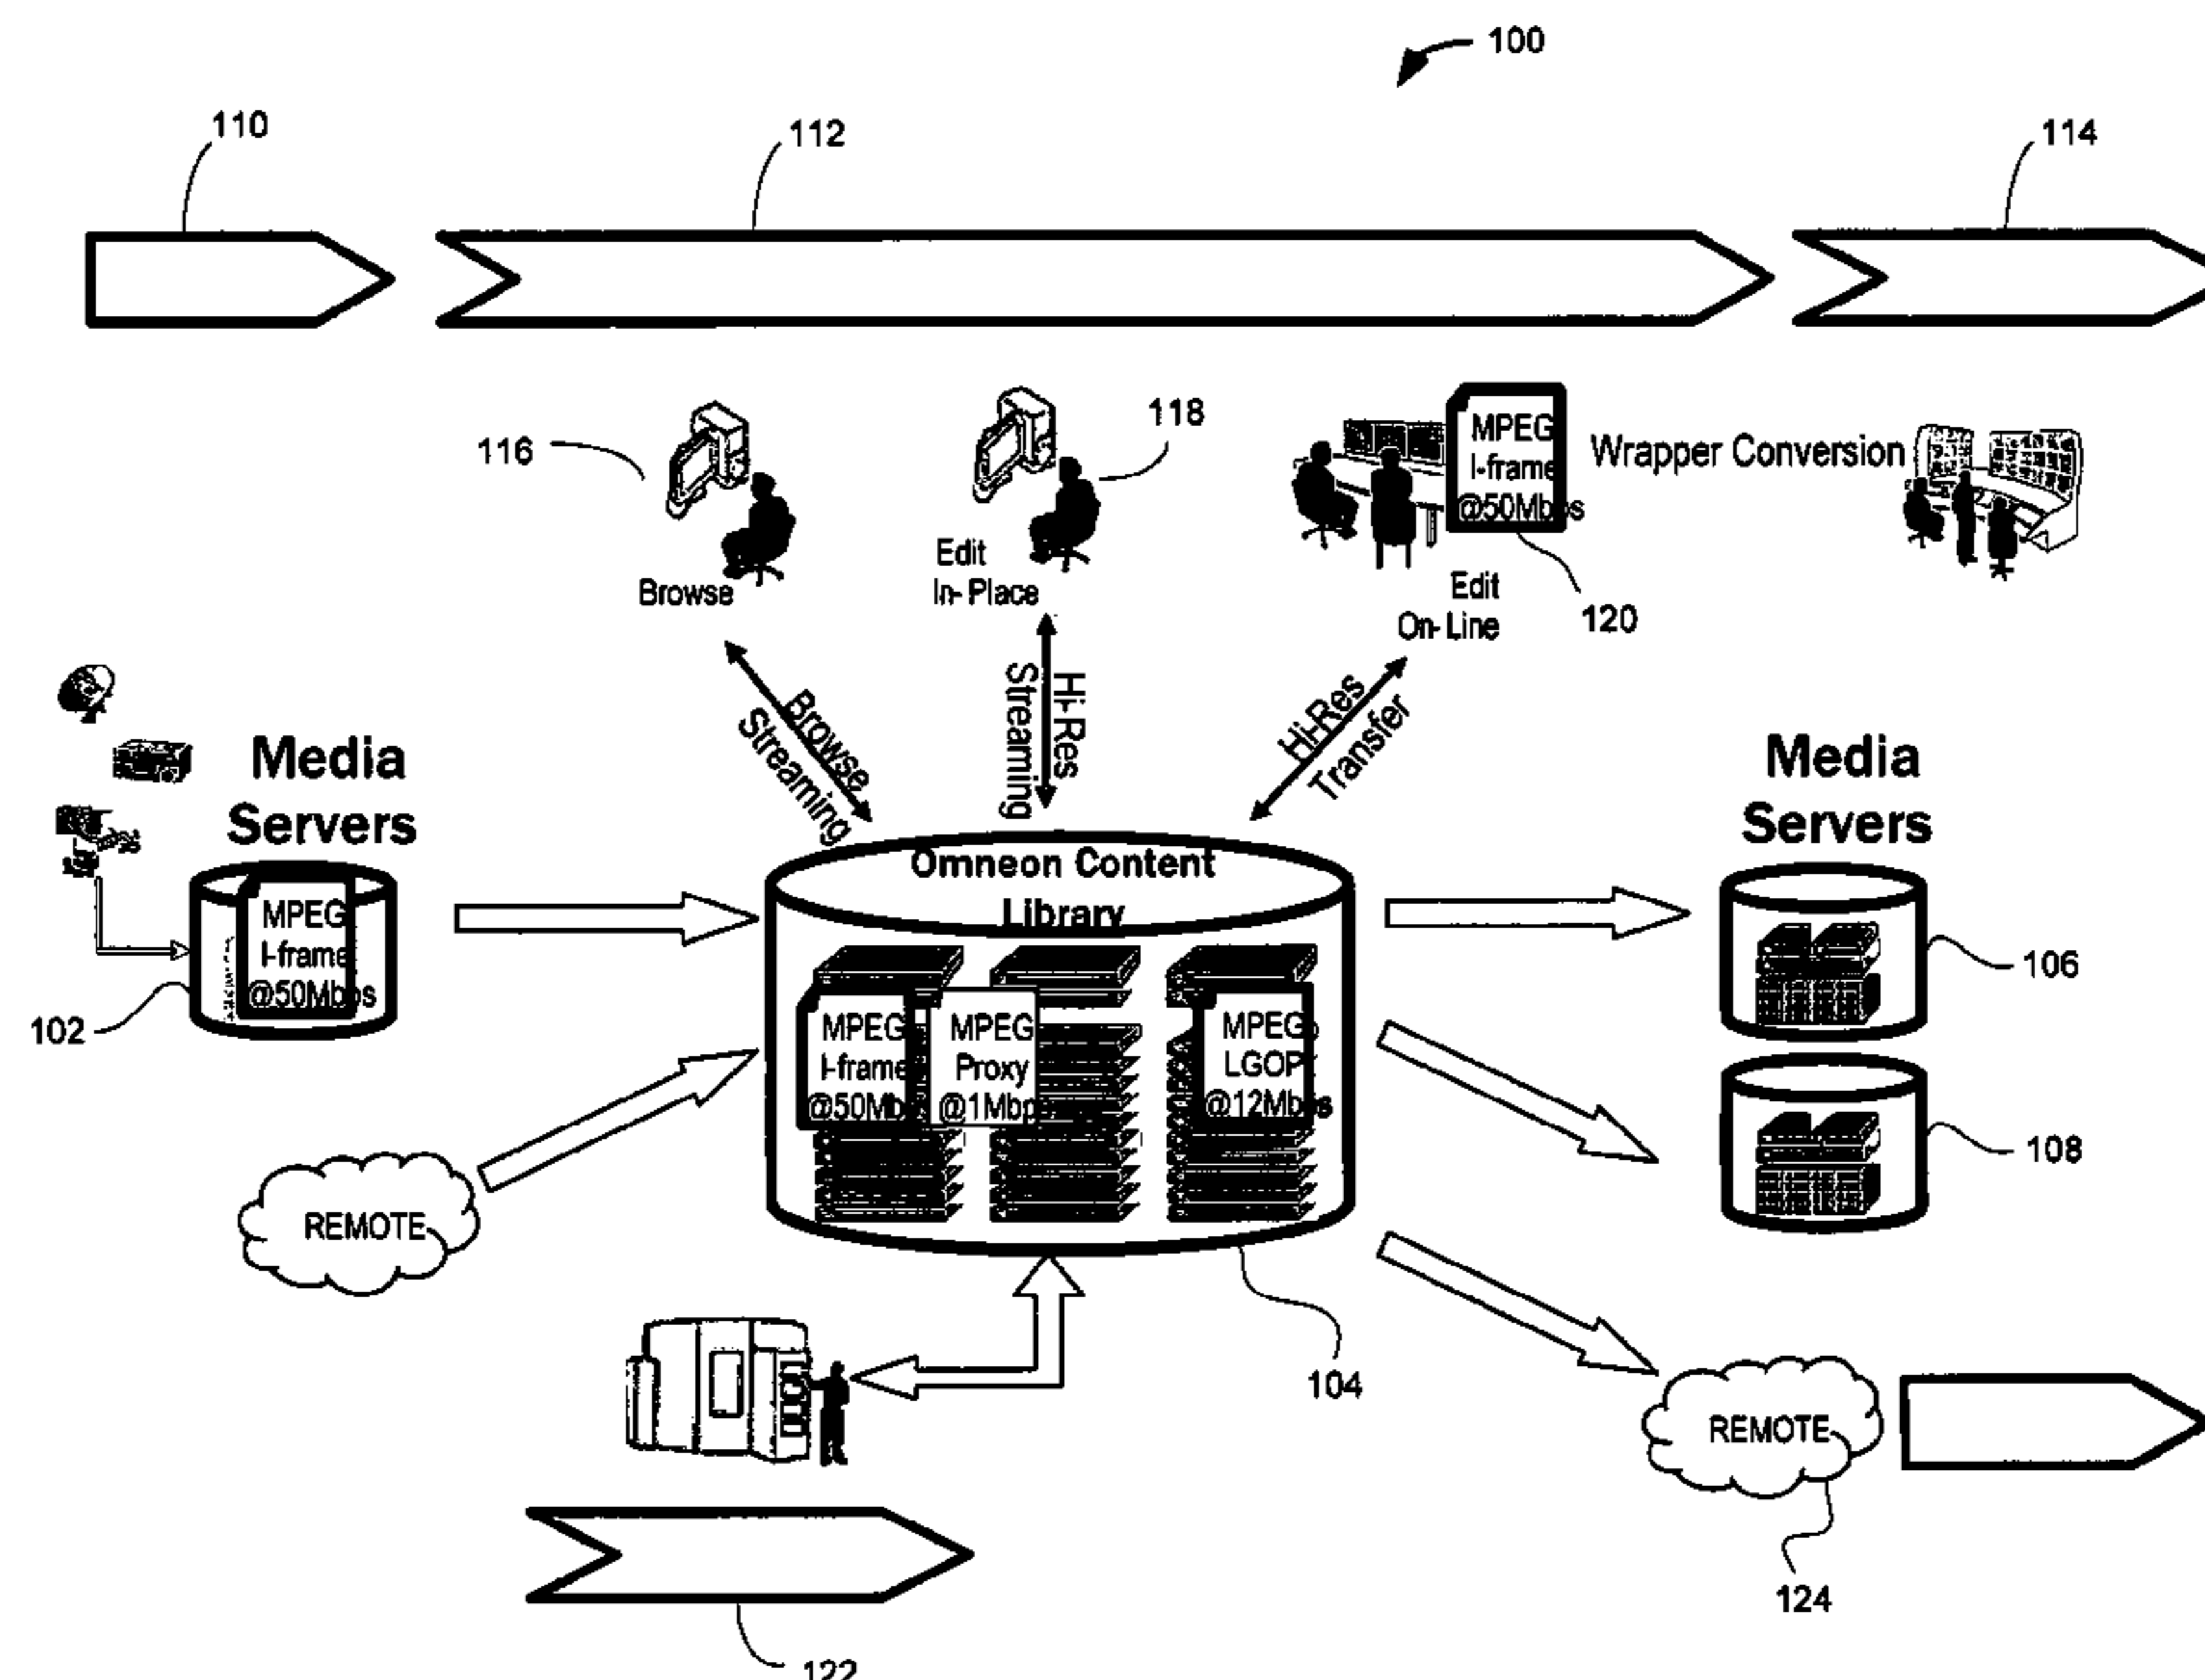 100
110
112
114
116
118
MPEG
I-frame
@50Mbps
Wrapper Conversion
Browse
Edit
In-Place
Edit
On-Line
120
Browse
Streaming
Hi-Res
Streaming
Hi-Res
Transfer
Media
Servers
MPEG
I-frame
@50Mbps
102
Omneon Content
Library
MPEG
I-frame
@50Mb
MPEG
Proxy
@1Mbp
MPEG
LGOP
@12Mbps
Media
Servers
106
108
REMOTE
104
REMOTE
124
122